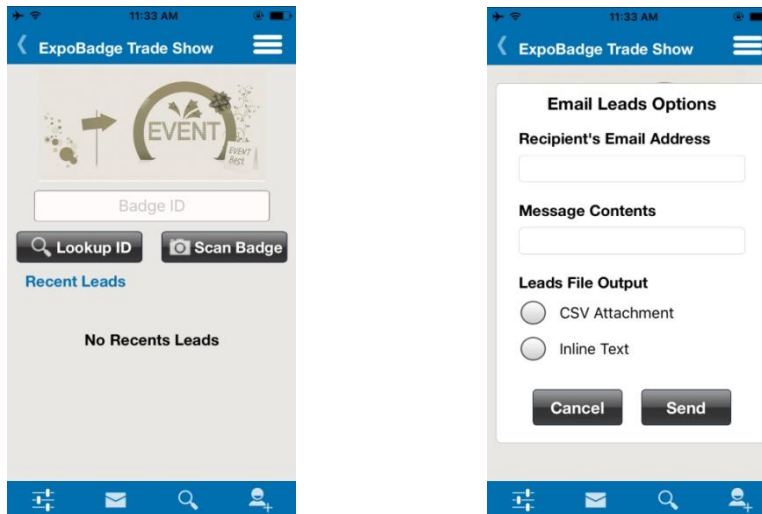 11:33 AM
ExpoBadge Trade Show
EVENT
EVENT
Best
Badge ID
Lookup ID
Scan Badge
Recent Leads
No Recents Leads
11:33 AM
ExpoBadge Trade Show
Email Leads Options
Recipient's Email Address
Message Contents
Leads File Output
CSV Attachment
Inline Text
Cancel
Send